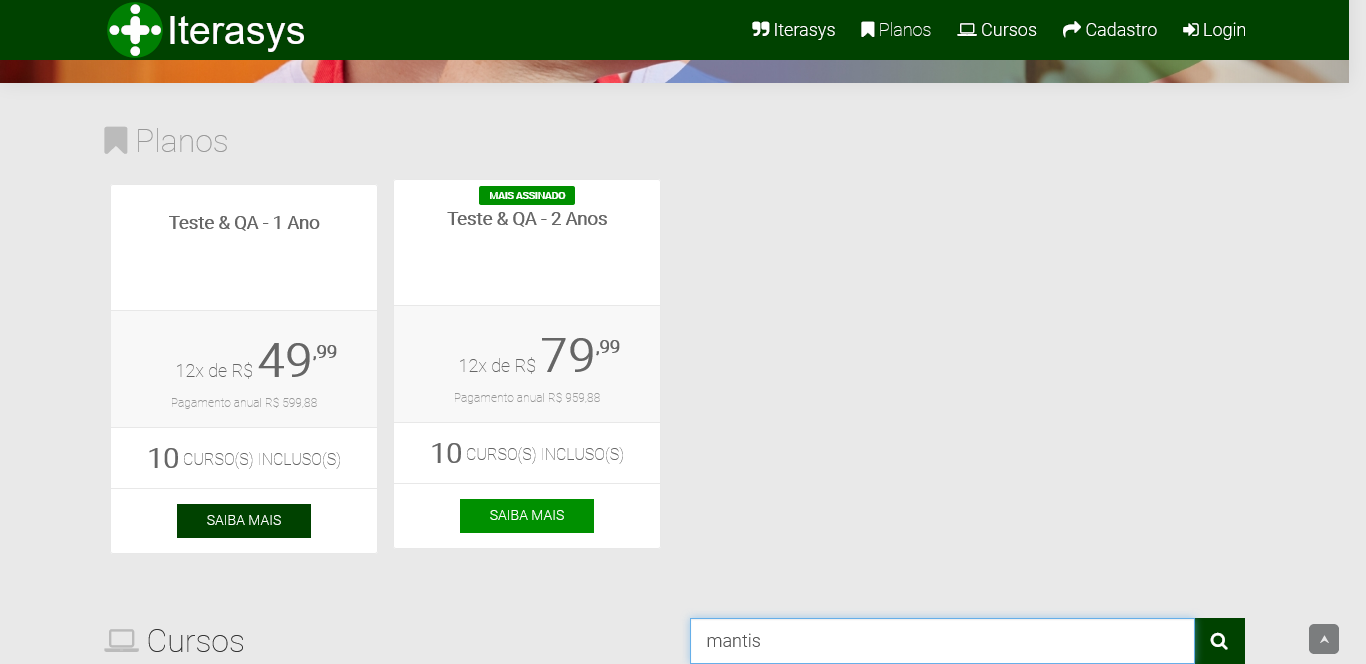 Iterasys
Iterasys Planos Cursos Cadastro Login
Planos
Teste & QA - 1 Ano
12x de R$ 49,99
Pagamento anual R$ 599,88
10 CURSO(S) INCLUSO(S)
SAIBA MAIS
MAIS ASSINADO
Teste & QA - 2 Anos
12x de R$ 79,99
Pagamento anual R$ 959,88
10 CURSO(S) INCLUSO(S)
SAIBA MAIS
Cursos
mantis